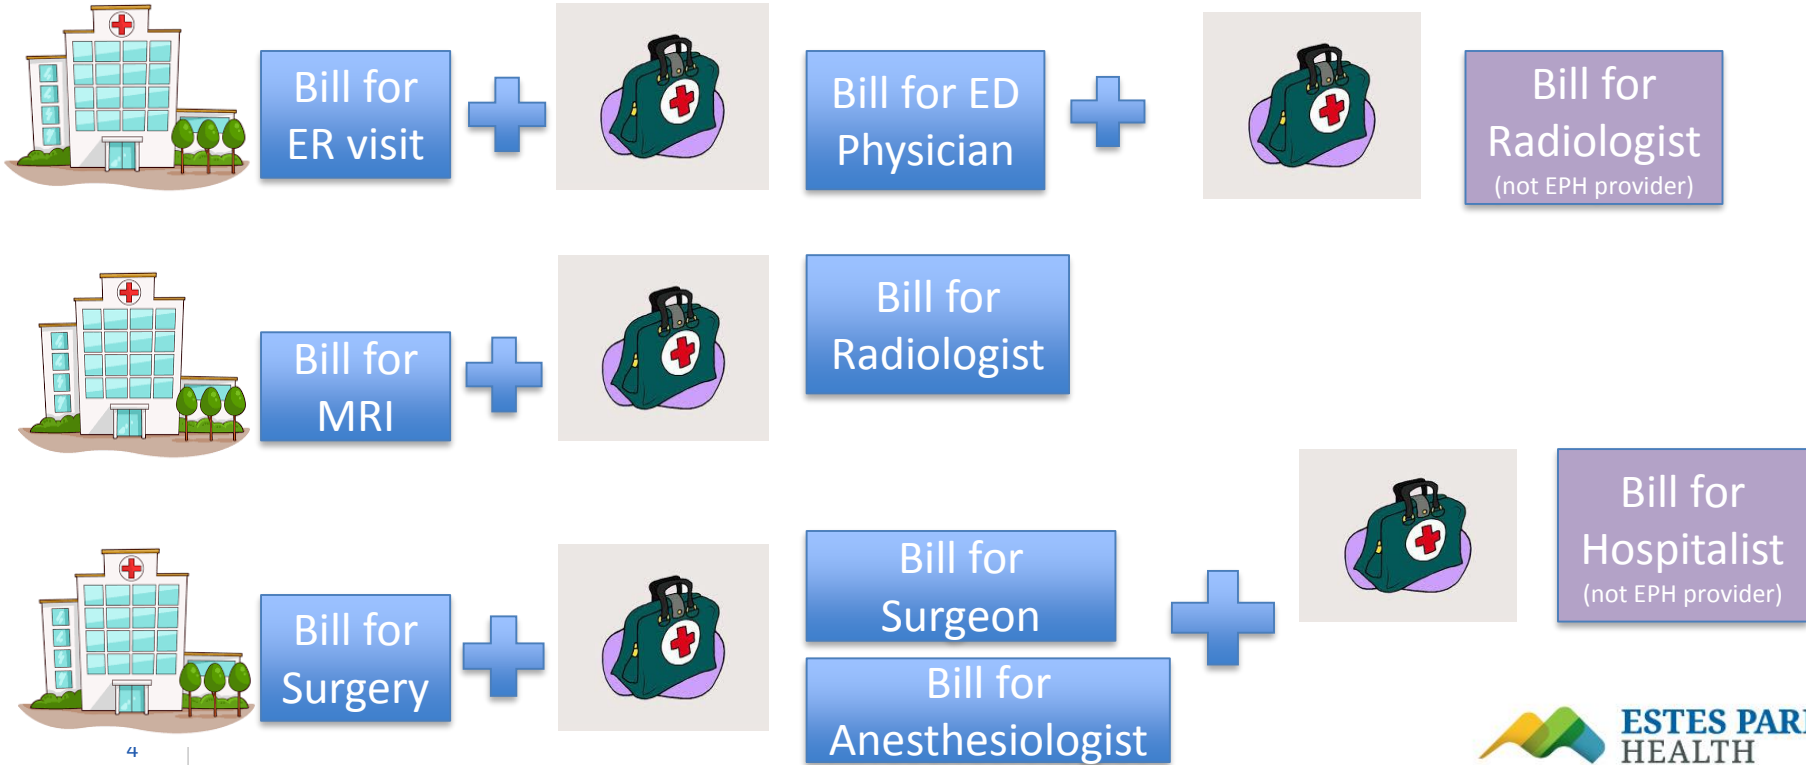 Bill for
ER visit
Bill for ED
Physician
Bill for
Radiologist
(not EPH provider)
Bill for
MRI
Bill for
Radiologist
Bill for
Surgery
Bill for
Surgeon
Bill for
Anesthesiologist
Bill for
Hospitalist
(not EPH provider)
4
ESTES PARK
HEALTH